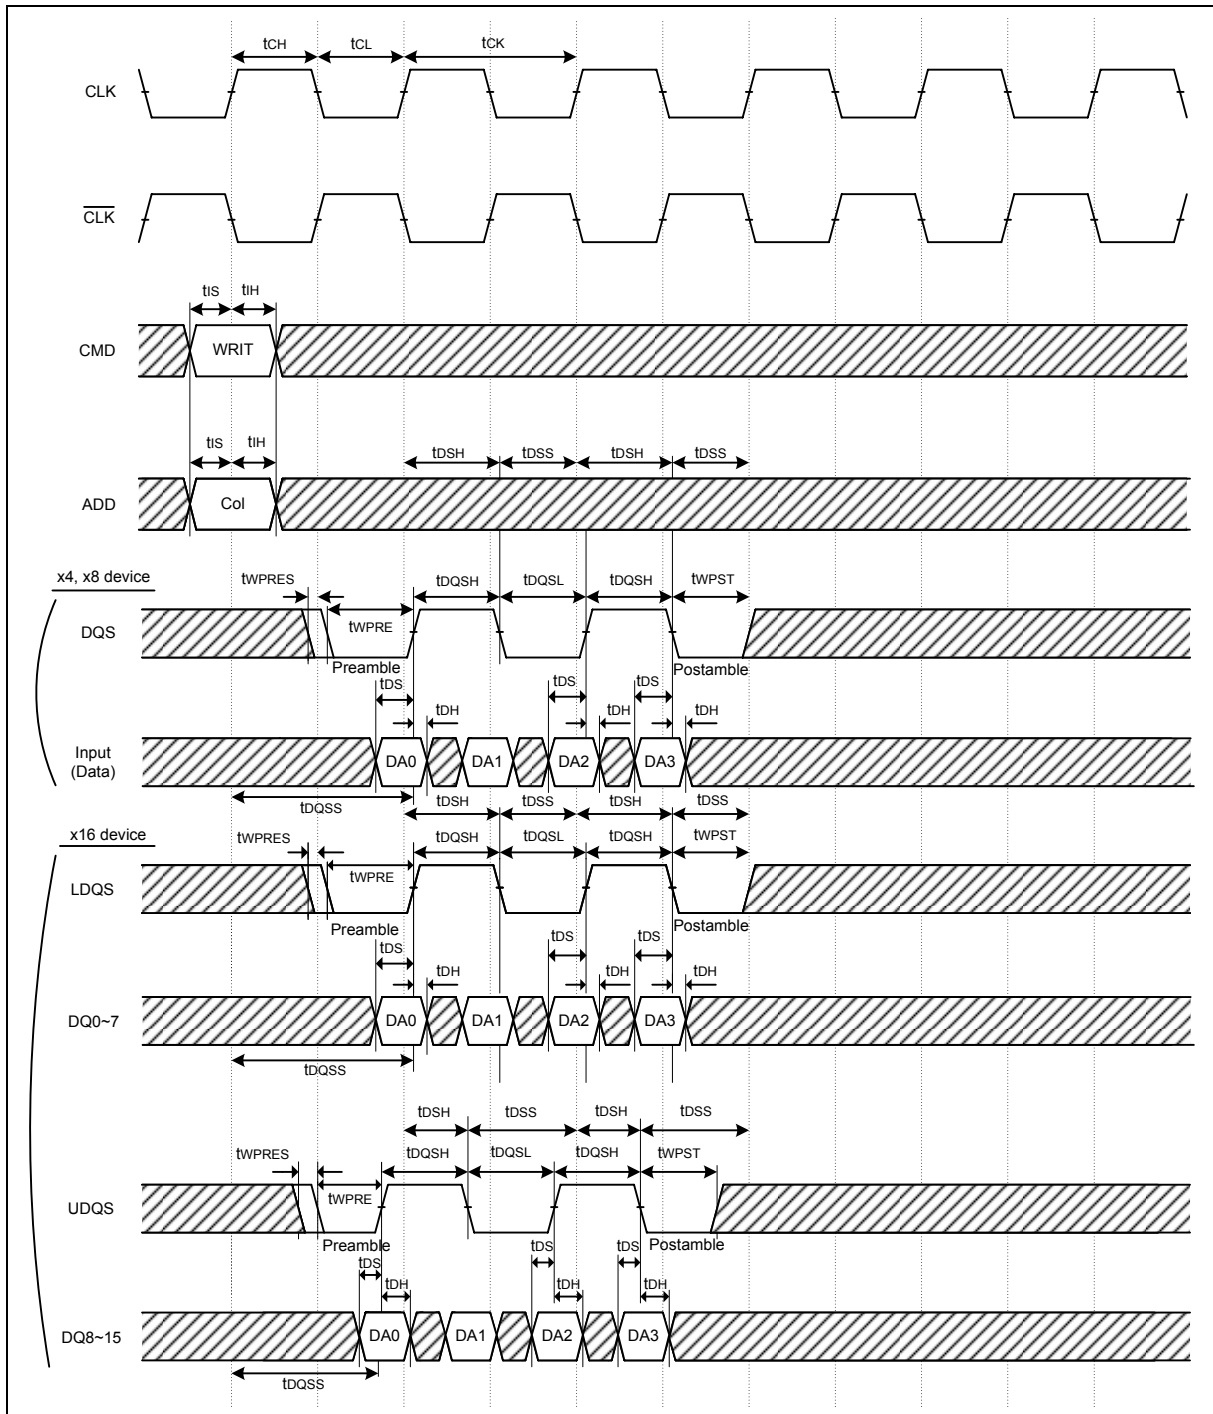 tCH tCL tCK
CLK
CLK
tIS tIH
CMD WRIT
tIS tIH tDSH tDSS tDSH tDSS
ADD Col
x4, x8 device
tWPRES tDQSH tDQSL tDQSH tWPST
DQS tWPRE
Preamble Postamble
tDS tDS tDS
tDH tDH tDH
Input
(Data)
DA0 DA1 DA2 DA3
tDQSS tDSH tDSS tDSH tDSS
x16 device
tWPRES tDQSH tDQSL tDQSH tWPST
LDQS tWPRE
Preamble Postamble
tDS tDS tDS
tDH tDH tDH
DQ0~7 DA0 DA1 DA2 DA3
tDQSS
tDSH tDSS tDSH tDSS
tWPRES tDQSH tDQSL tDQSH tWPST
UDQS tWPRE
Preamble tDS tDS Postamble
tDS tDH tDH tDH
DQ8~15 DA0 DA1 DA2 DA3
tDQSS